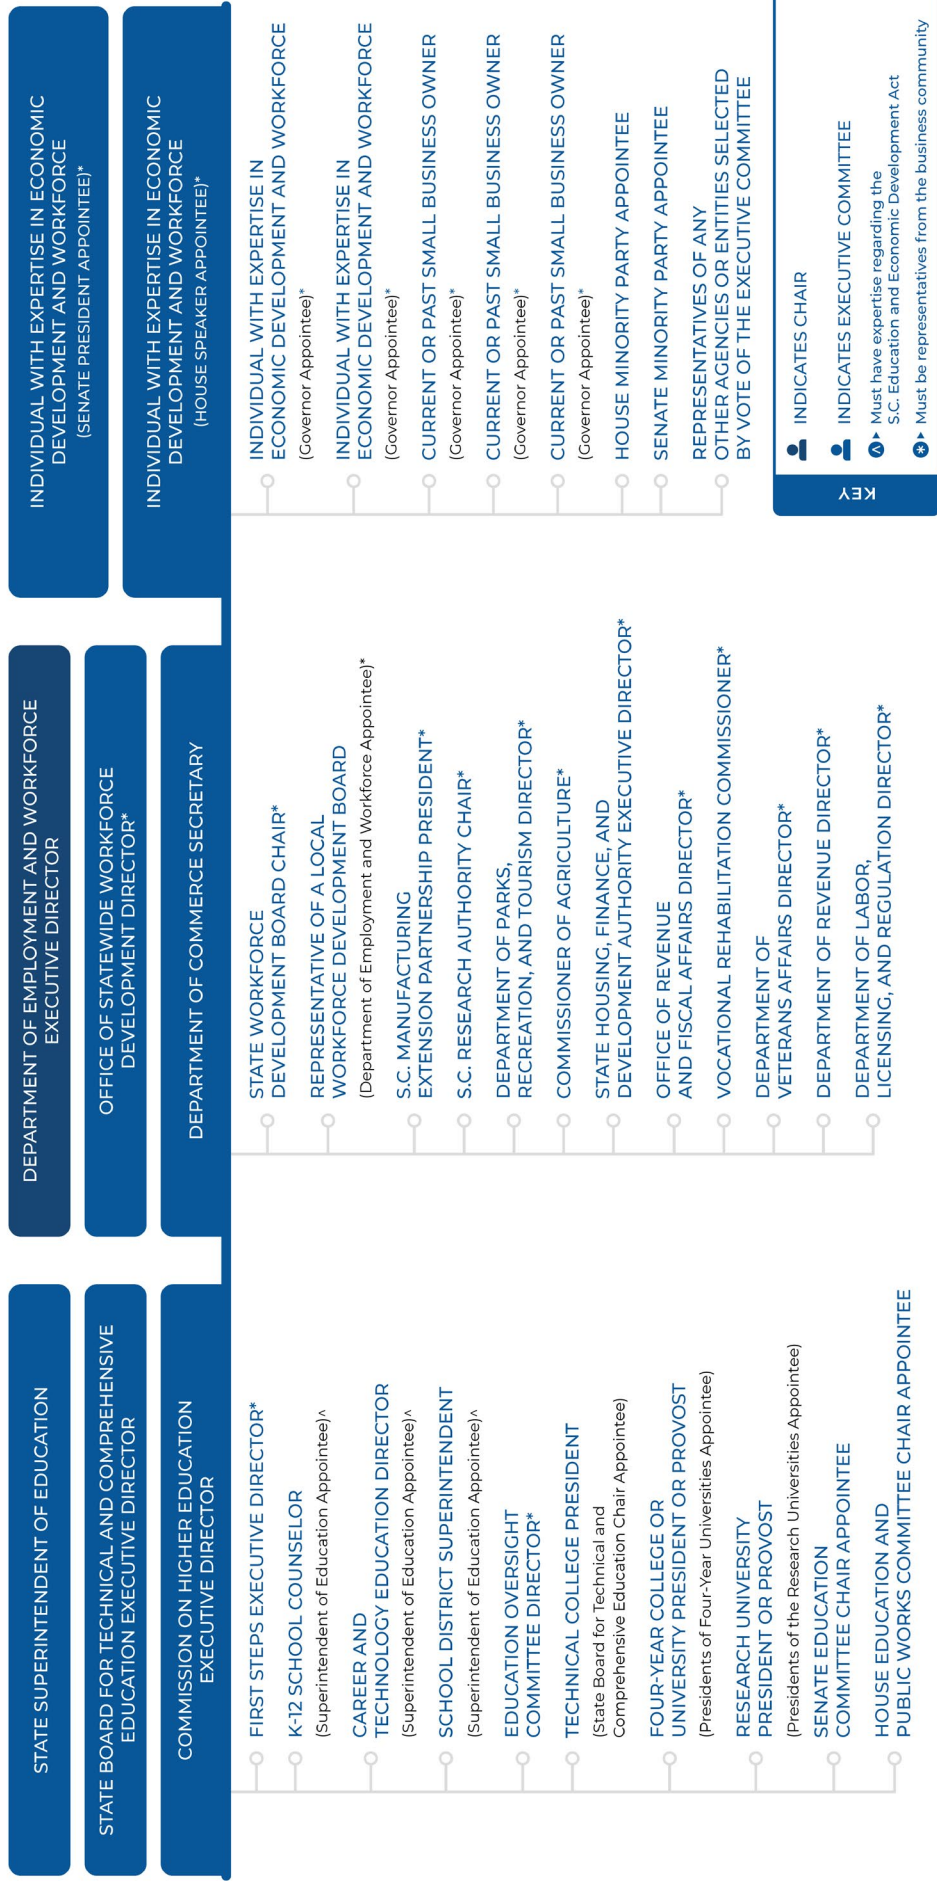 STATE SUPERINTENDENT OF EDUCATION
STATE BOARD FOR TECHNICAL AND COMPREHENSIVE
EDUCATION EXECUTIVE DIRECTOR
COMMISSION ON HIGHER EDUCATION
EXECUTIVE DIRECTOR
FIRST STEPS EXECUTIVE DIRECTOR*
K-12 SCHOOL COUNSELOR
(Superintendent of Education Appointee)^
CAREER AND
TECHNOLOGY EDUCATION DIRECTOR
(Superintendent of Education Appointee)^
SCHOOL DISTRICT SUPERINTENDENT
(Superintendent of Education Appointee)^
EDUCATION OVERSIGHT
COMMITTEE DIRECTOR*
TECHNICAL COLLEGE PRESIDENT
(State Board for Technical and
Comprehensive Education Chair Appointee)
FOUR-YEAR COLLEGE OR
UNIVERSITY PRESIDENT OR PROVOST
(Presidents of Four-Year Universities Appointee)
RESEARCH UNIVERSITY
PRESIDENT OR PROVOST
(Presidents of the Research Universities Appointee)
SENATE EDUCATION
COMMITTEE CHAIR APPOINTEE
HOUSE EDUCATION AND
PUBLIC WORKS COMMITTEE CHAIR APPOINTEE
DEPARTMENT OF EMPLOYMENT AND WORKFORCE
EXECUTIVE DIRECTOR
OFFICE OF STATEWIDE WORKFORCE
DEVELOPMENT DIRECTOR*
DEPARTMENT OF COMMERCE SECRETARY
STATE WORKFORCE
DEVELOPMENT BOARD CHAIR*
REPRESENTATIVE OF A LOCAL
WORKFORCE DEVELOPMENT BOARD
(Department of Employment and Workforce Appointee)*
S.C. MANUFACTURING
EXTENSION PARTNERSHIP PRESIDENT*
S.C. RESEARCH AUTHORITY CHAIR*
DEPARTMENT OF PARKS,
RECREATION, AND TOURISM DIRECTOR*
COMMISSIONER OF AGRICULTURE*
STATE HOUSING, FINANCE, AND
DEVELOPMENT AUTHORITY EXECUTIVE DIRECTOR*
OFFICE OF REVENUE
AND FISCAL AFFAIRS DIRECTOR*
VOCATIONAL REHABILITATION COMMISSIONER*
DEPARTMENT OF
VETERANS AFFAIRS DIRECTOR*
DEPARTMENT OF REVENUE DIRECTOR*
DEPARTMENT OF LABOR,
LICENSING, AND REGULATION DIRECTOR*
INDIVIDUAL WITH EXPERTISE IN ECONOMIC
DEVELOPMENT AND WORKFORCE
(SENATE PRESIDENT APPOINTEE)*
INDIVIDUAL WITH EXPERTISE IN ECONOMIC
DEVELOPMENT AND WORKFORCE
(HOUSE SPEAKER APPOINTEE)*
INDIVIDUAL WITH EXPERTISE IN
ECONOMIC DEVELOPMENT AND WORKFORCE
(Governor Appointee)*
INDIVIDUAL WITH EXPERTISE IN
ECONOMIC DEVELOPMENT AND WORKFORCE
(Governor Appointee)*
CURRENT OR PAST SMALL BUSINESS OWNER
(Governor Appointee)*
CURRENT OR PAST SMALL BUSINESS OWNER
(Governor Appointee)*
CURRENT OR PAST SMALL BUSINESS OWNER
(Governor Appointee)*
HOUSE MINORITY PARTY APPOINTEE
SENATE MINORITY PARTY APPOINTEE
REPRESENTATIVES OF ANY
OTHER AGENCIES OR ENTITIES SELECTED
BY VOTE OF THE EXECUTIVE COMMITTEE
KEY
INDICATES CHAIR
INDICATES EXECUTIVE COMMITTEE
^ Must have expertise regarding the
S.C. Education and Economic Development Act
* Must be representatives from the business community